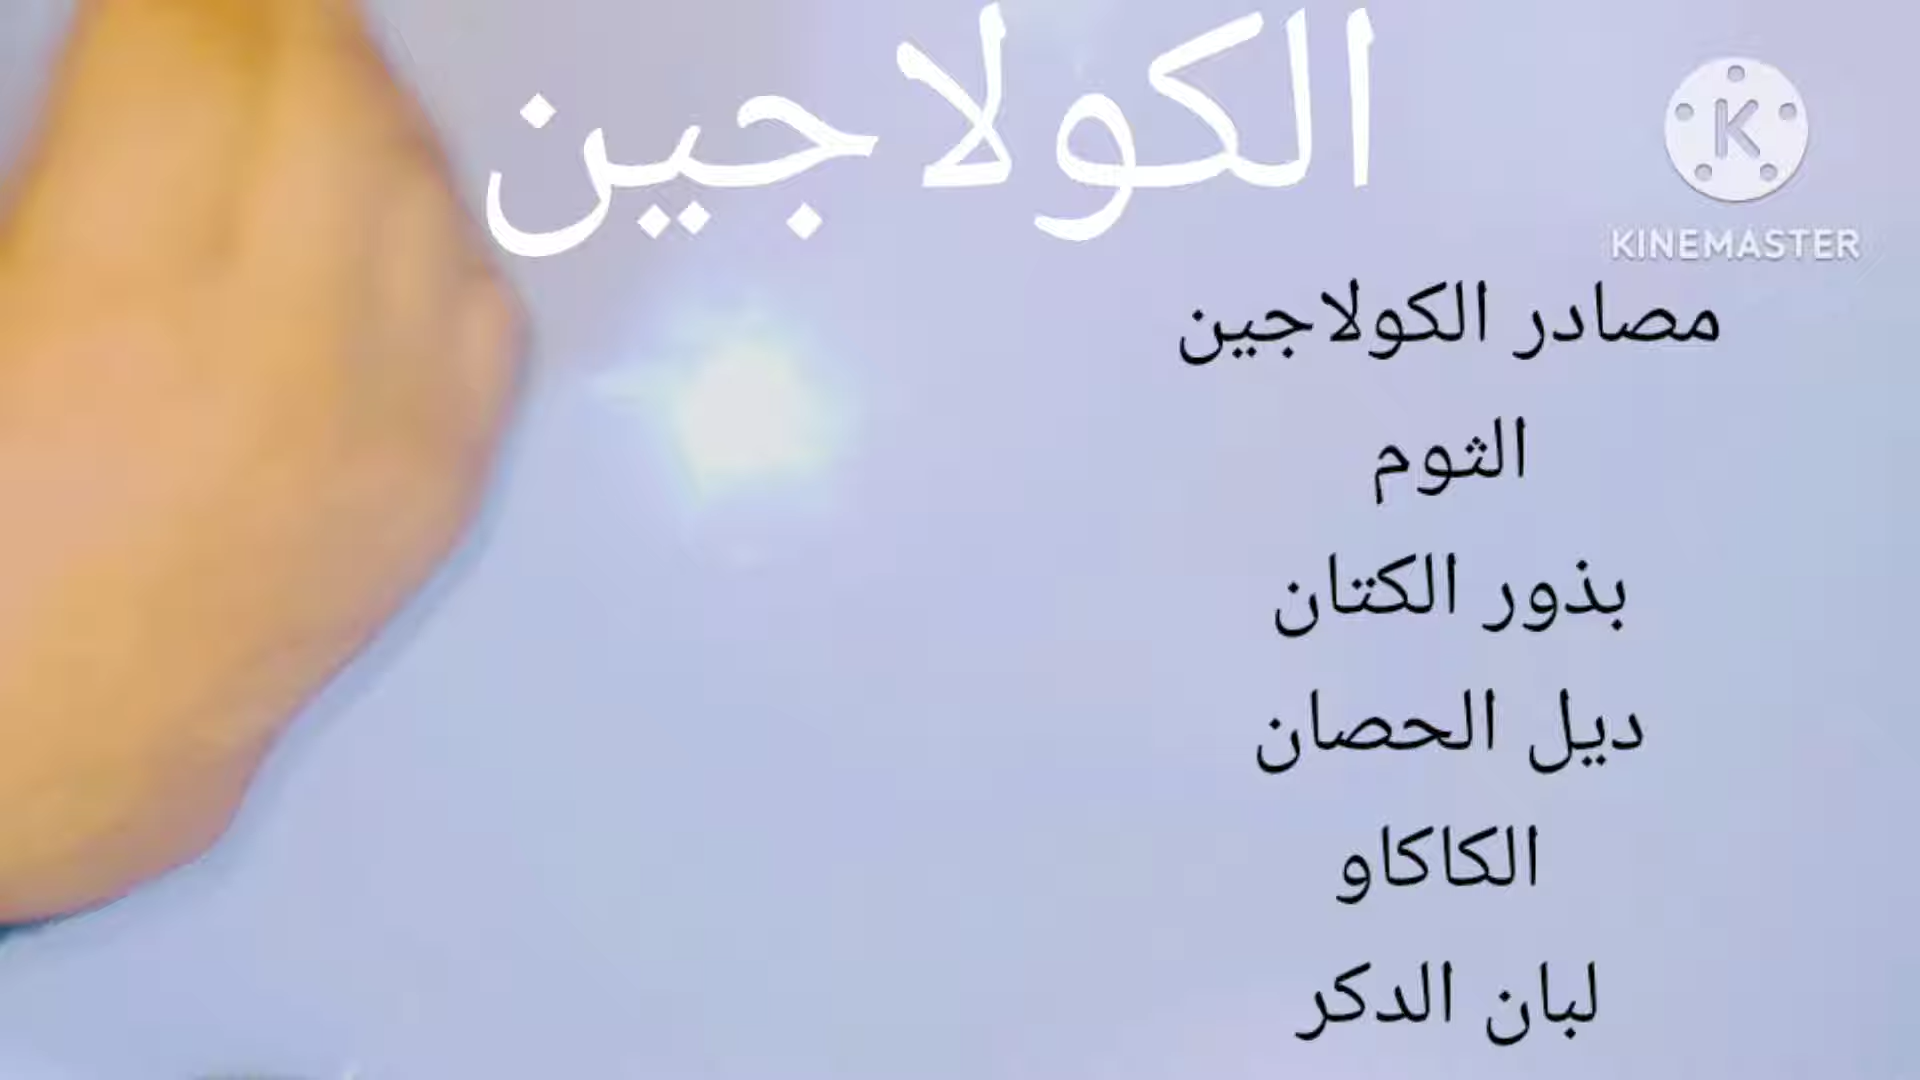 الكولاجين
KINEMASTER
مصادر الكولاجين
الثوم
بذور الكتان
ديل الحصان
الكاكاو
لبان الدكر